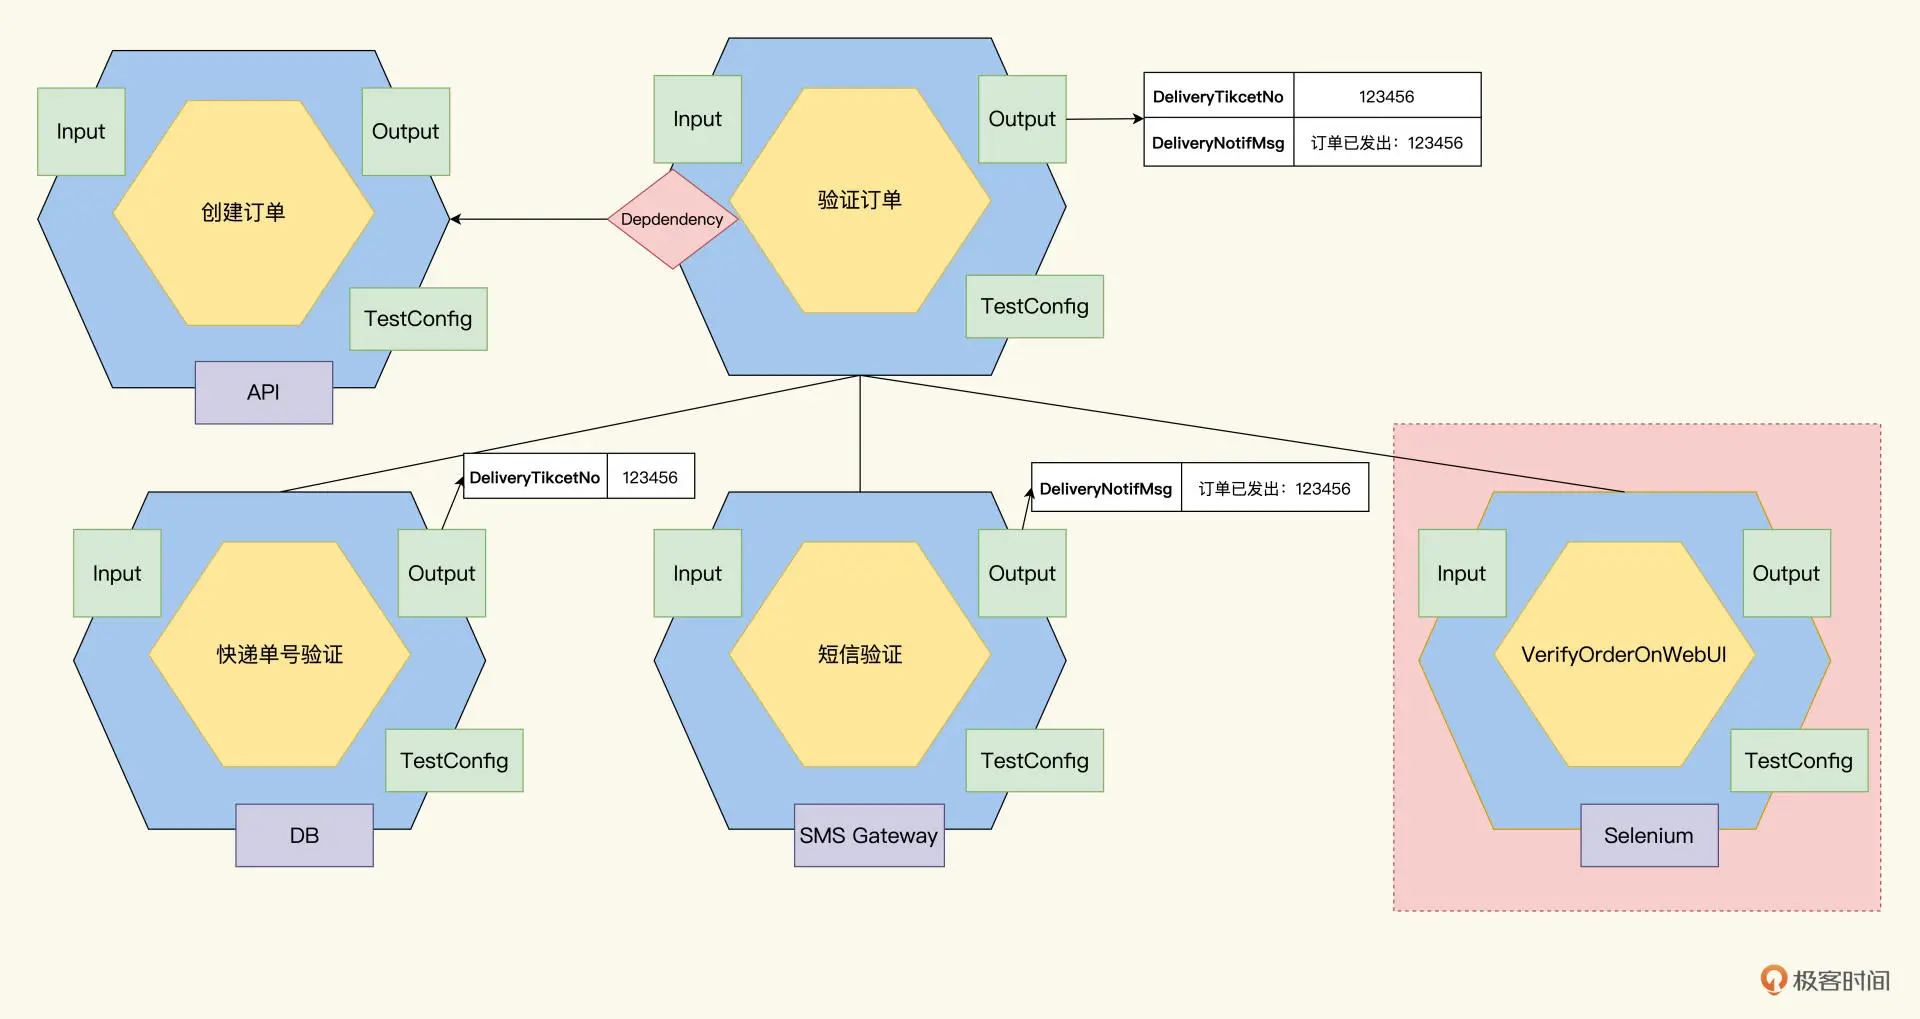 Input
Output
创建订单
TestConfig
API
Input
Output
Depdendency
验证订单
TestConfig
DeliveryTikcetNo 123456
DeliveryNotifMsg 订单已发出：123456
DeliveryTikcetNo 123456
Input
Output
快递单号验证
TestConfig
DB
DeliveryNotifMsg 订单已发出：123456
Input
Output
短信验证
TestConfig
SMS Gateway
Input
Output
VerifyOrderOnWebUI
TestConfig
Selenium
极客时间